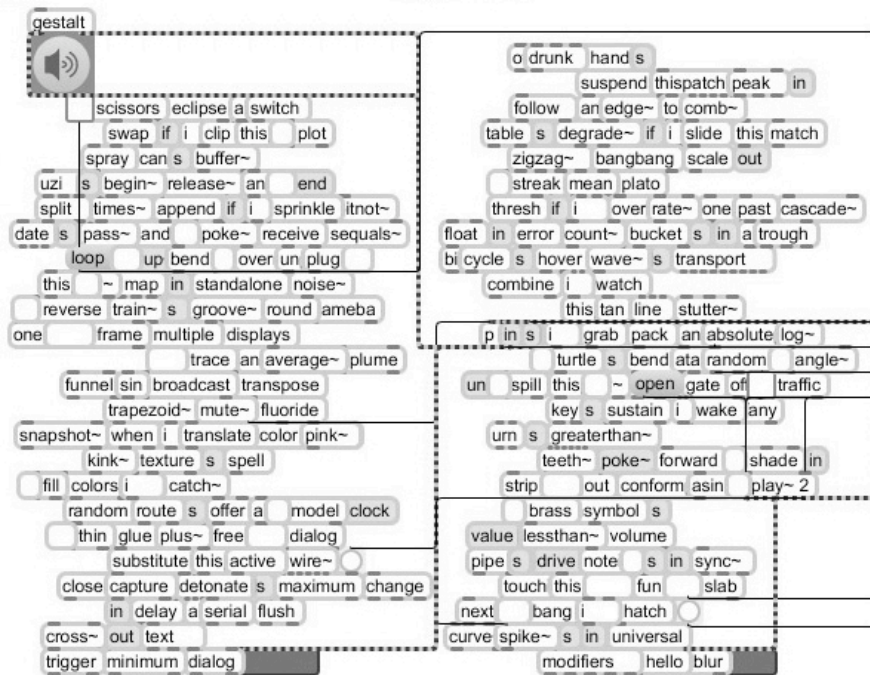 gestalt
scissors eclipse a switch
swap if i clip this plot
spray can s buffer~
uzi s begin~ release~ an end
split times~ append if i sprinkle itnot~
date s pass~ and poke~ receive sequals~
loop up bend over un plug
this ~ map in standalone noise~
reverse train~ s groove~ round ameba
one frame multiple displays
trace an average~ plume
funnel sin broadcast transpose
trapezoid~ mute~ fluoride
snapshot~ when i translate color pink~
kink~ texture s spell
fill colors i catch~
random route s offer a model clock
thin glue plus~ free dialog
substitute this active wire~
close capture detonate s maximum change
in delay a serial flush
cross~ out text
trigger minimum dialog
o drunk hand s
suspend thispatch peak in
follow an edge~ to comb~
table s degrade~ if i slide this match
zigzag~ bangbang scale out
streak mean plato
thresh if i over rate~ one past cascade~
float in error count~ bucket s in a trough
bi cycle s hover wave~ s transport
combine i watch
this tan line stutter~
p in s i grab pack an absolute log~
turtle s bend ata random angle~
un spill this ~ open gate off traffic
key s sustain i wake any
urn s greaterthan~
teeth~ poke~ forward shade in
strip out conform asin play~ 2
brass symbol s
value lessthan~ volume
pipe s drive note s in sync~
touch this fun slab
next bang i hatch
curve spike~ s in universal
modifiers hello blur